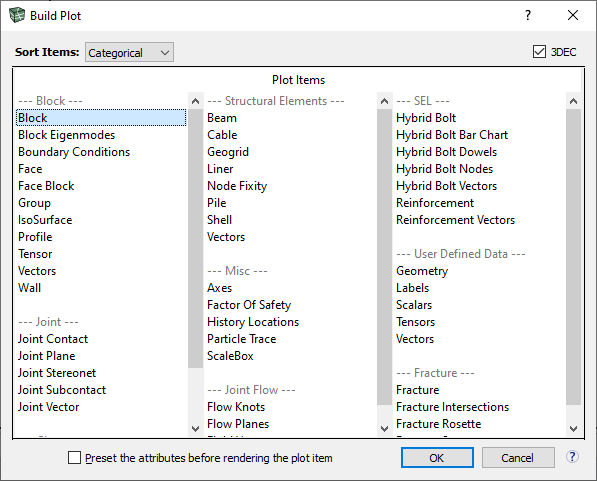 Build Plot
Sort Items: Categorical
3DEC
Plot Items
--- Block ---
Block
Block Eigenmodes
Boundary Conditions
Face
Face Block
Group
IsoSurface
Profile
Tensor
Vectors
Wall
--- Joint ---
Joint Contact
Joint Plane
Joint Stereonet
Joint Subcontact
Joint Vector
--- Structural Elements ---
Beam
Cable
Geogrid
Liner
Node Fixity
Pile
Shell
Vectors
--- Misc ---
Axes
Factor Of Safety
History Locations
Particle Trace
ScaleBox
--- Joint Flow ---
Flow Knots
Flow Planes
--- SEL ---
Hybrid Bolt
Hybrid Bolt Bar Chart
Hybrid Bolt Dowels
Hybrid Bolt Nodes
Hybrid Bolt Vectors
Reinforcement
Reinforcement Vectors
--- User Defined Data ---
Geometry
Labels
Scalars
Tensors
Vectors
--- Fracture ---
Fracture
Fracture Intersections
Fracture Rosette
Preset the attributes before rendering the plot item
OK
Cancel